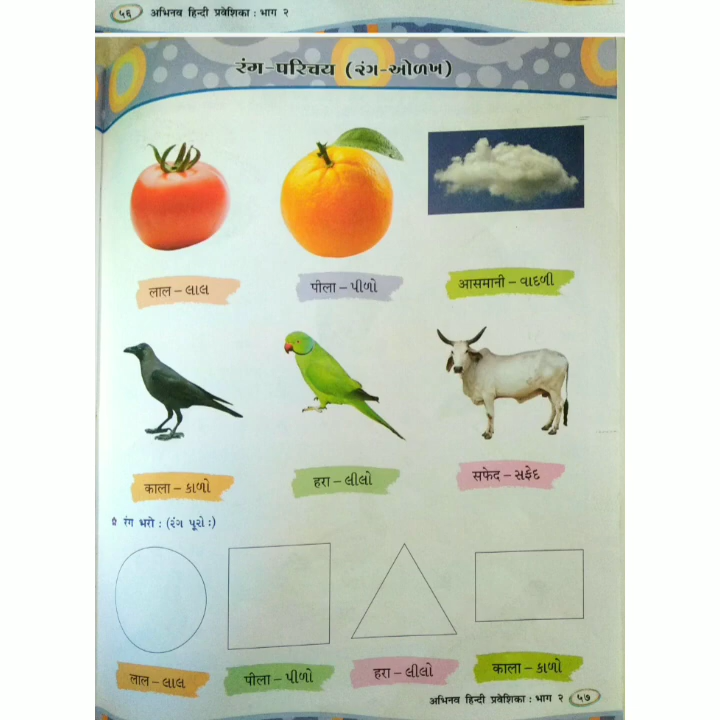 ५६ अभिनव हिन्दी प्रवेशिका : भाग २
रंग-परिचय (રંગ-ઓળખ)
लाल – લાલ
पीला – પીળો
आसमानी – વાદળી
काला – કાળો
हरा – લીલો
सफेद – સફેદ
रंग भरो : (રંગ પૂરો :)
लाल – લાલ
पीला – પીળો
हरा – લીલો
काला – કાળો
अभिनव हिन्दी प्रवेशिका : भाग २ ५७